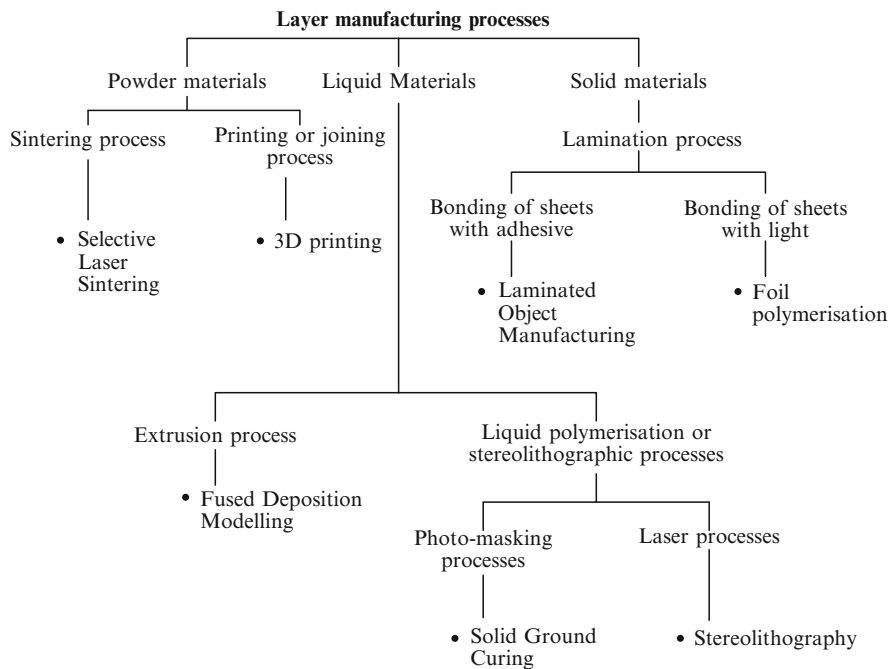 Layer manufacturing processes
Powder materials
Liquid Materials
Solid materials
Sintering process
Printing or joining
process
Lamination process
• Selective
Laser
Sintering
• 3D printing
Bonding of sheets
with adhesive
Bonding of sheets
with light
• Laminated
Object
Manufacturing
• Foil
polymerisation
Extrusion process
Liquid polymerisation or
stereolithographic processes
• Fused Deposition
Modelling
Photo-masking
processes
Laser processes
• Solid Ground
Curing
• Stereolithography